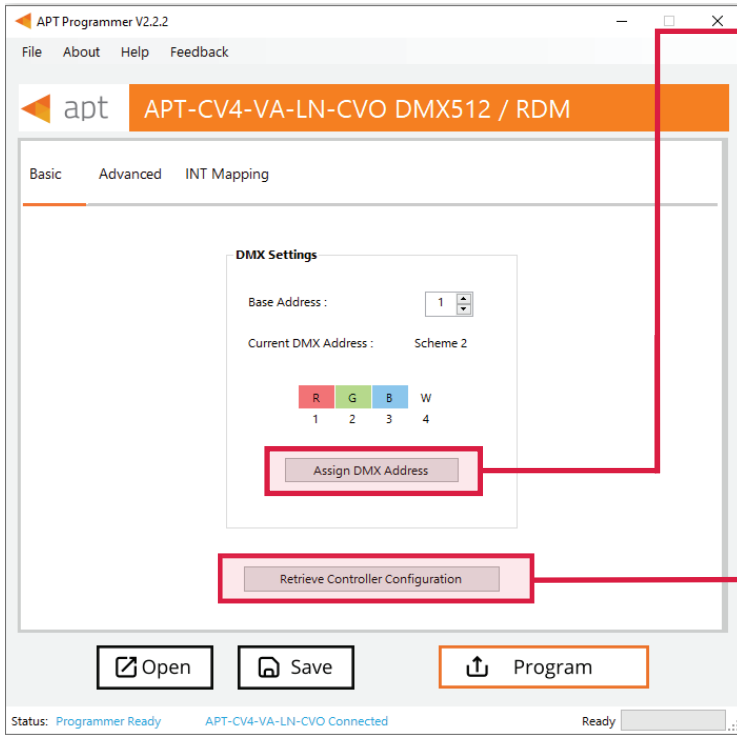 APT Programmer V2.2.2
File About Help Feedback
apt APT-CV4-VA-LN-CVO DMX512 / RDM
Basic Advanced INT Mapping
DMX Settings
Base Address : 1
Current DMX Address : Scheme 2
R G B W
1 2 3 4
Assign DMX Address
Retrieve Controller Configuration
Open Save Program
Status: Programmer Ready APT-CV4-VA-LN-CVO Connected Ready